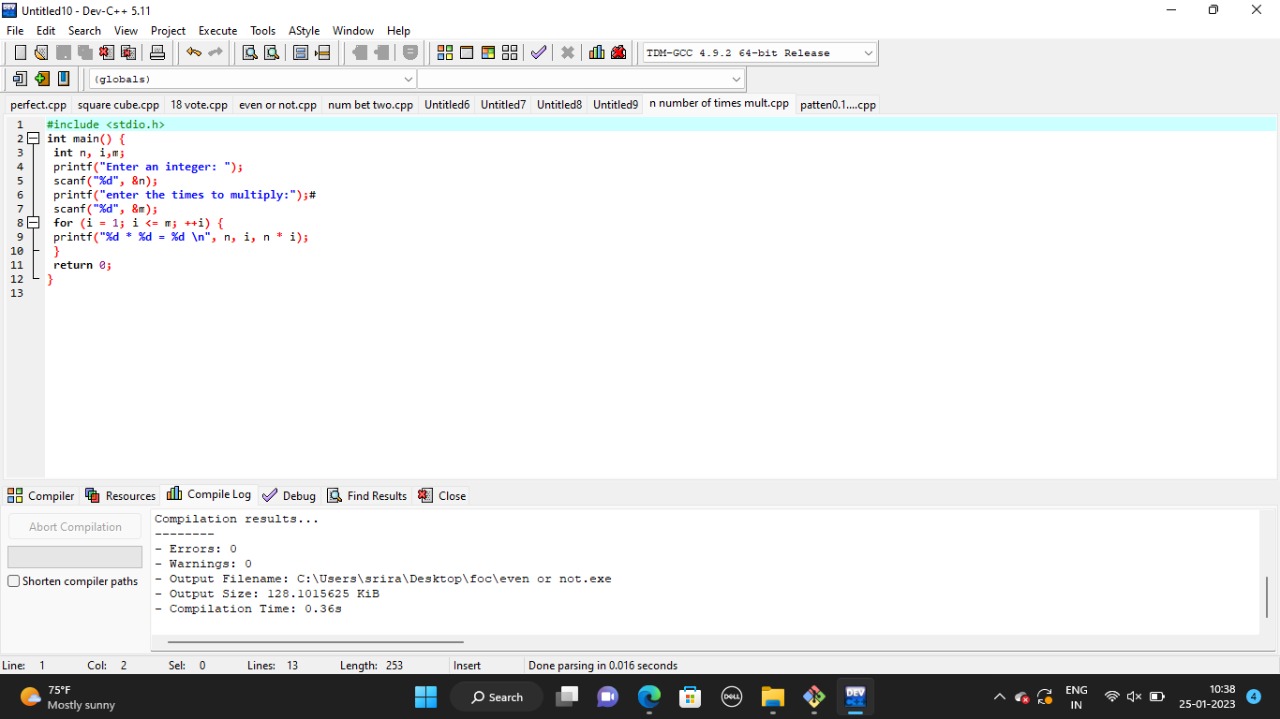 Untitled10 - Dev-C++ 5.11
File Edit Search View Project Execute Tools AStyle Window Help
TDM-GCC 4.9.2 64-bit Release
(globals)
perfect.cpp square cube.cpp 18 vote.cpp even or not.cpp num bet two.cpp Untitled6 Untitled7 Untitled8 Untitled9 n number of times mult.cpp patten0.1....cpp
1 #include <stdio.h>
2 int main() {
3 int n, i,m;
4 printf("Enter an integer: ");
5 scanf("%d", &n);
6 printf("enter the times to multiply:");#
7 scanf("%d", &m);
8 for (i = 1; i <= m; ++i) {
9 printf("%d * %d = %d \n", n, i, n * i);
10 }
11 return 0;
12 }
13
Compiler Resources Compile Log Debug Find Results Close
Abort Compilation
Shorten compiler paths
Compilation results...
--------
- Errors: 0
- Warnings: 0
- Output Filename: C:\Users\srira\Desktop\foc\even or not.exe
- Output Size: 128.1015625 KiB
- Compilation Time: 0.36s
Line: 1 Col: 2 Sel: 0 Lines: 13 Length: 253 Insert Done parsing in 0.016 seconds
75°F
Mostly sunny
Search
DELL
DEV
ENG
IN
10:38
25-01-2023
4